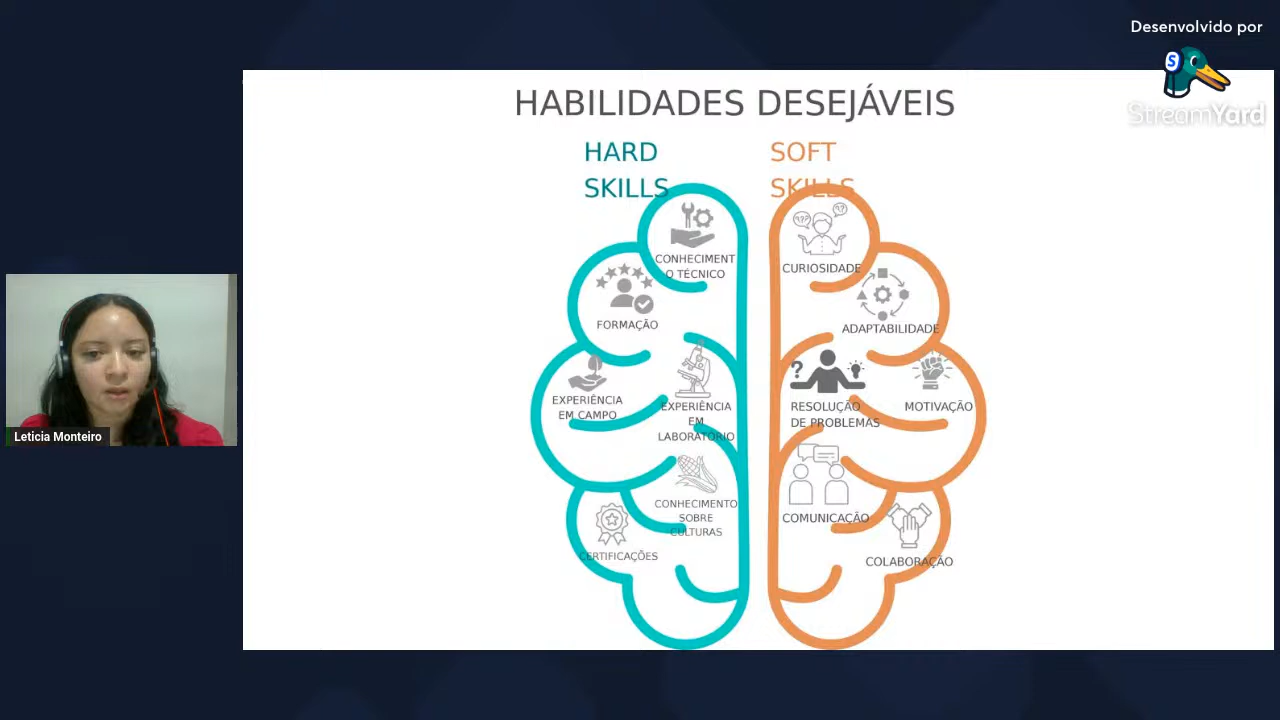 Desenvolvido por
StreamYard
HABILIDADES DESEJÁVEIS
HARD
SKILLS
SOFT
SKILLS
CONHECIMENT
O TÉCNICO
FORMAÇÃO
EXPERIÊNCIA
EM CAMPO
EXPERIÊNCIA
EM
LABORATÓRIO
CONHECIMENTO
SOBRE
CULTURAS
CERTIFICAÇÕES
???
??
CURIOSIDADE
ADAPTABILIDADE
?
RESOLUÇÃO
DE PROBLEMAS
MOTIVAÇÃO
COMUNICAÇÃO
COLABORAÇÃO
Leticia Monteiro